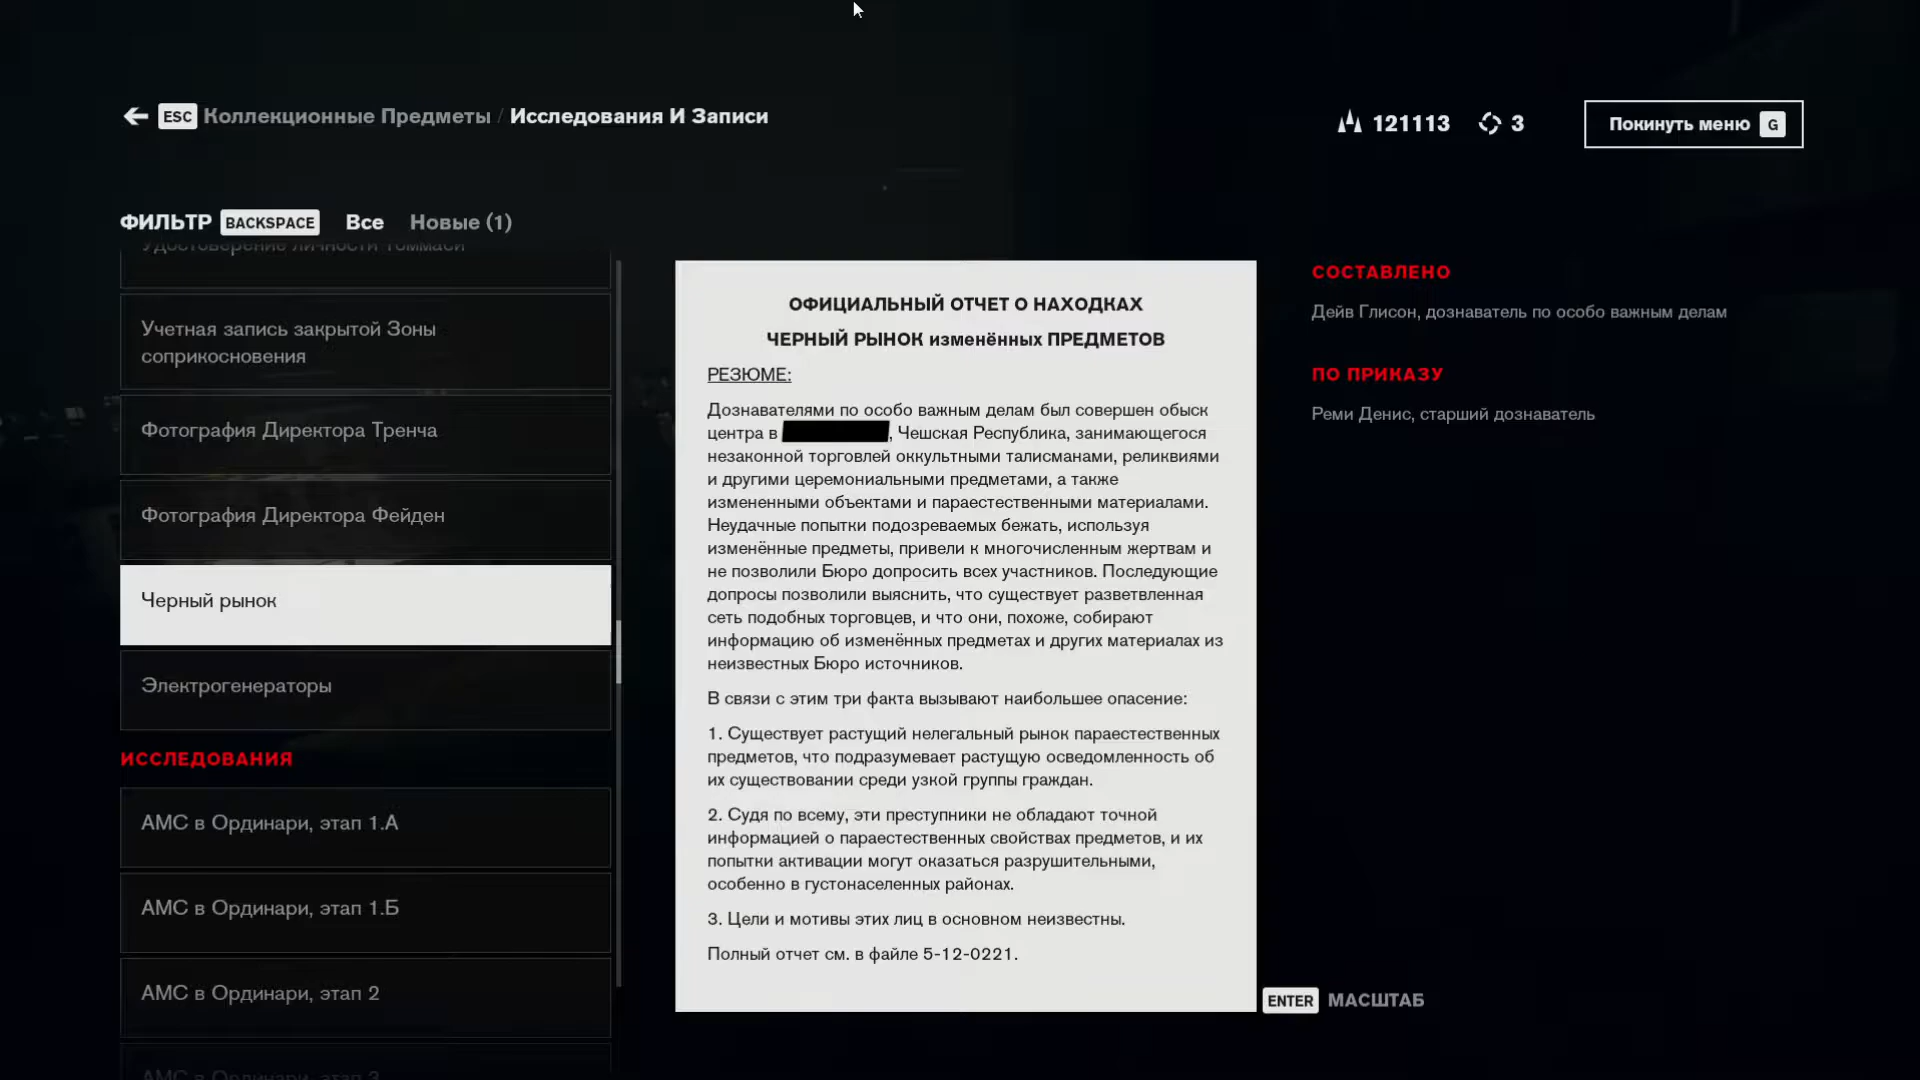 ESC Коллекционные Предметы / Исследования И Записи
121113 3
Покинуть меню G
ФИЛЬТР BACKSPACE Все Новые (1)
Удостоверение личности Томмаси
Учетная запись закрытой Зоны
соприкосновения
Фотография Директора Тренча
Фотография Директора Фейден
Черный рынок
Электрогенераторы
ИССЛЕДОВАНИЯ
АМС в Ординари, этап 1.А
АМС в Ординари, этап 1.Б
АМС в Ординари, этап 2
АМС в Ординари, этап 3
ОФИЦИАЛЬНЫЙ ОТЧЕТ О НАХОДКАХ
ЧЕРНЫЙ РЫНОК изменённых ПРЕДМЕТОВ
РЕЗЮМЕ:
Дознавателями по особо важным делам был совершен обыск
центра в , Чешская Республика, занимающегося
незаконной торговлей оккультными талисманами, реликвиями
и другими церемониальными предметами, а также
измененными объектами и параестественными материалами.
Неудачные попытки подозреваемых бежать, используя
изменённые предметы, привели к многочисленным жертвам и
не позволили Бюро допросить всех участников. Последующие
допросы позволили выяснить, что существует разветвленная
сеть подобных торговцев, и что они, похоже, собирают
информацию об изменённых предметах и других материалах из
неизвестных Бюро источников.
В связи с этим три факта вызывают наибольшее опасение:
1. Существует растущий нелегальный рынок параестественных
предметов, что подразумевает растущую осведомленность об
их существовании среди узкой группы граждан.
2. Судя по всему, эти преступники не обладают точной
информацией о параестественных свойствах предметов, и их
попытки активации могут оказаться разрушительными,
особенно в густонаселенных районах.
3. Цели и мотивы этих лиц в основном неизвестны.
Полный отчет см. в файле 5-12-0221.
СОСТАВЛЕНО
Дейв Глисон, дознаватель по особо важным делам
ПО ПРИКАЗУ
Реми Денис, старший дознаватель
ENTER МАСШТАБ